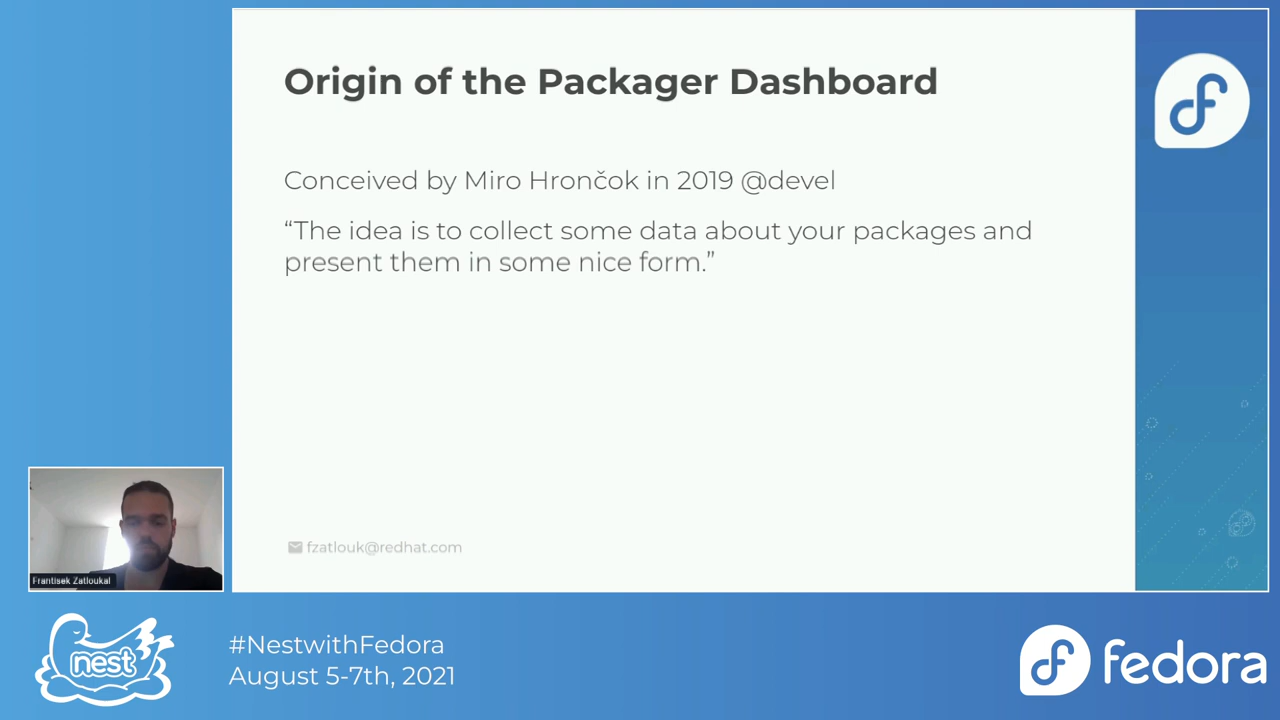 Origin of the Packager Dashboard
Conceived by Miro Hrončok in 2019 @devel
“The idea is to collect some data about your packages and
present them in some nice form.”
fzatlouk@redhat.com
Frantisek Zatloukal
nest
#NestwithFedora
August 5-7th, 2021
fedora